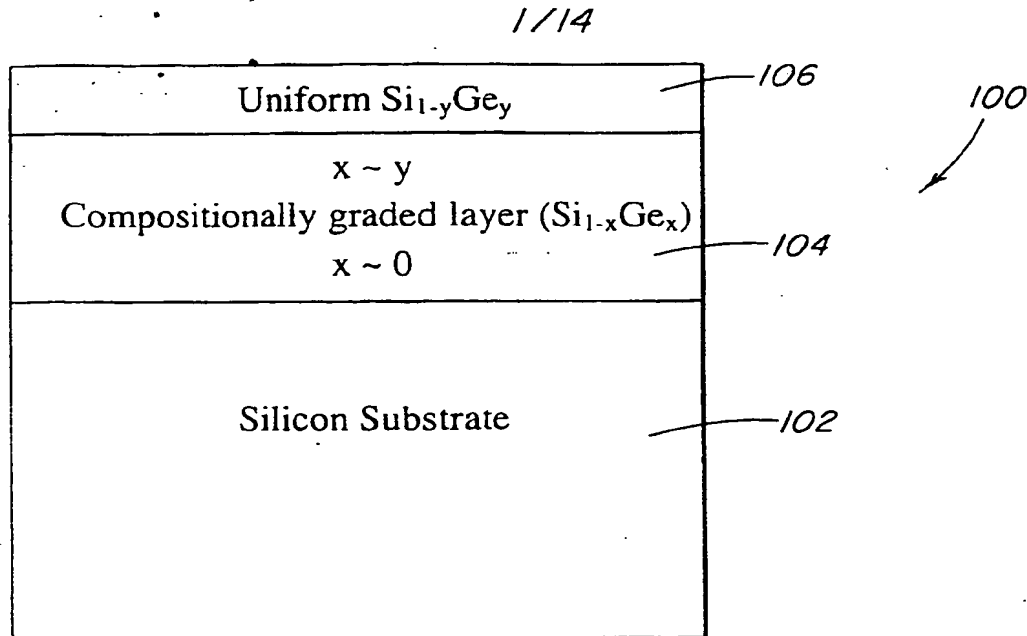 1/14
Uniform Si₁₋yGey
106
100
x ~ y
Compositionally graded layer (Si₁₋ₓGeₓ)
104
x ~ 0
Silicon Substrate
102